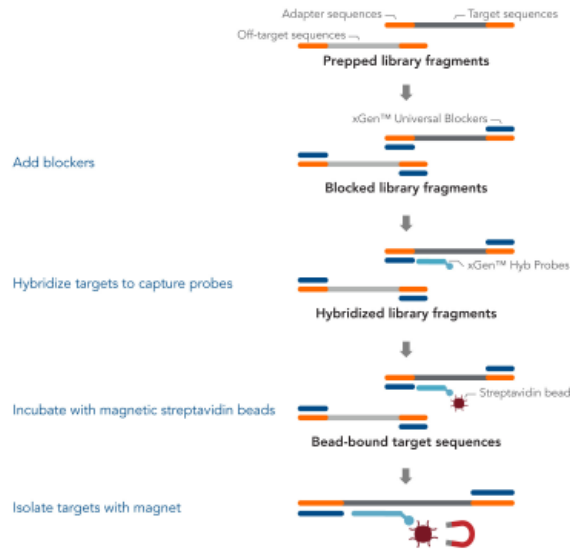 Adapter sequences
Target sequences
Off-target sequences
Prepped library fragments
xGen™ Universal Blockers
Add blockers
Blocked library fragments
xGen™ Hyb Probes
Hybridize targets to capture probes
Hybridized library fragments
Streptavidin bead
Incubate with magnetic streptavidin beads
Bead-bound target sequences
Isolate targets with magnet